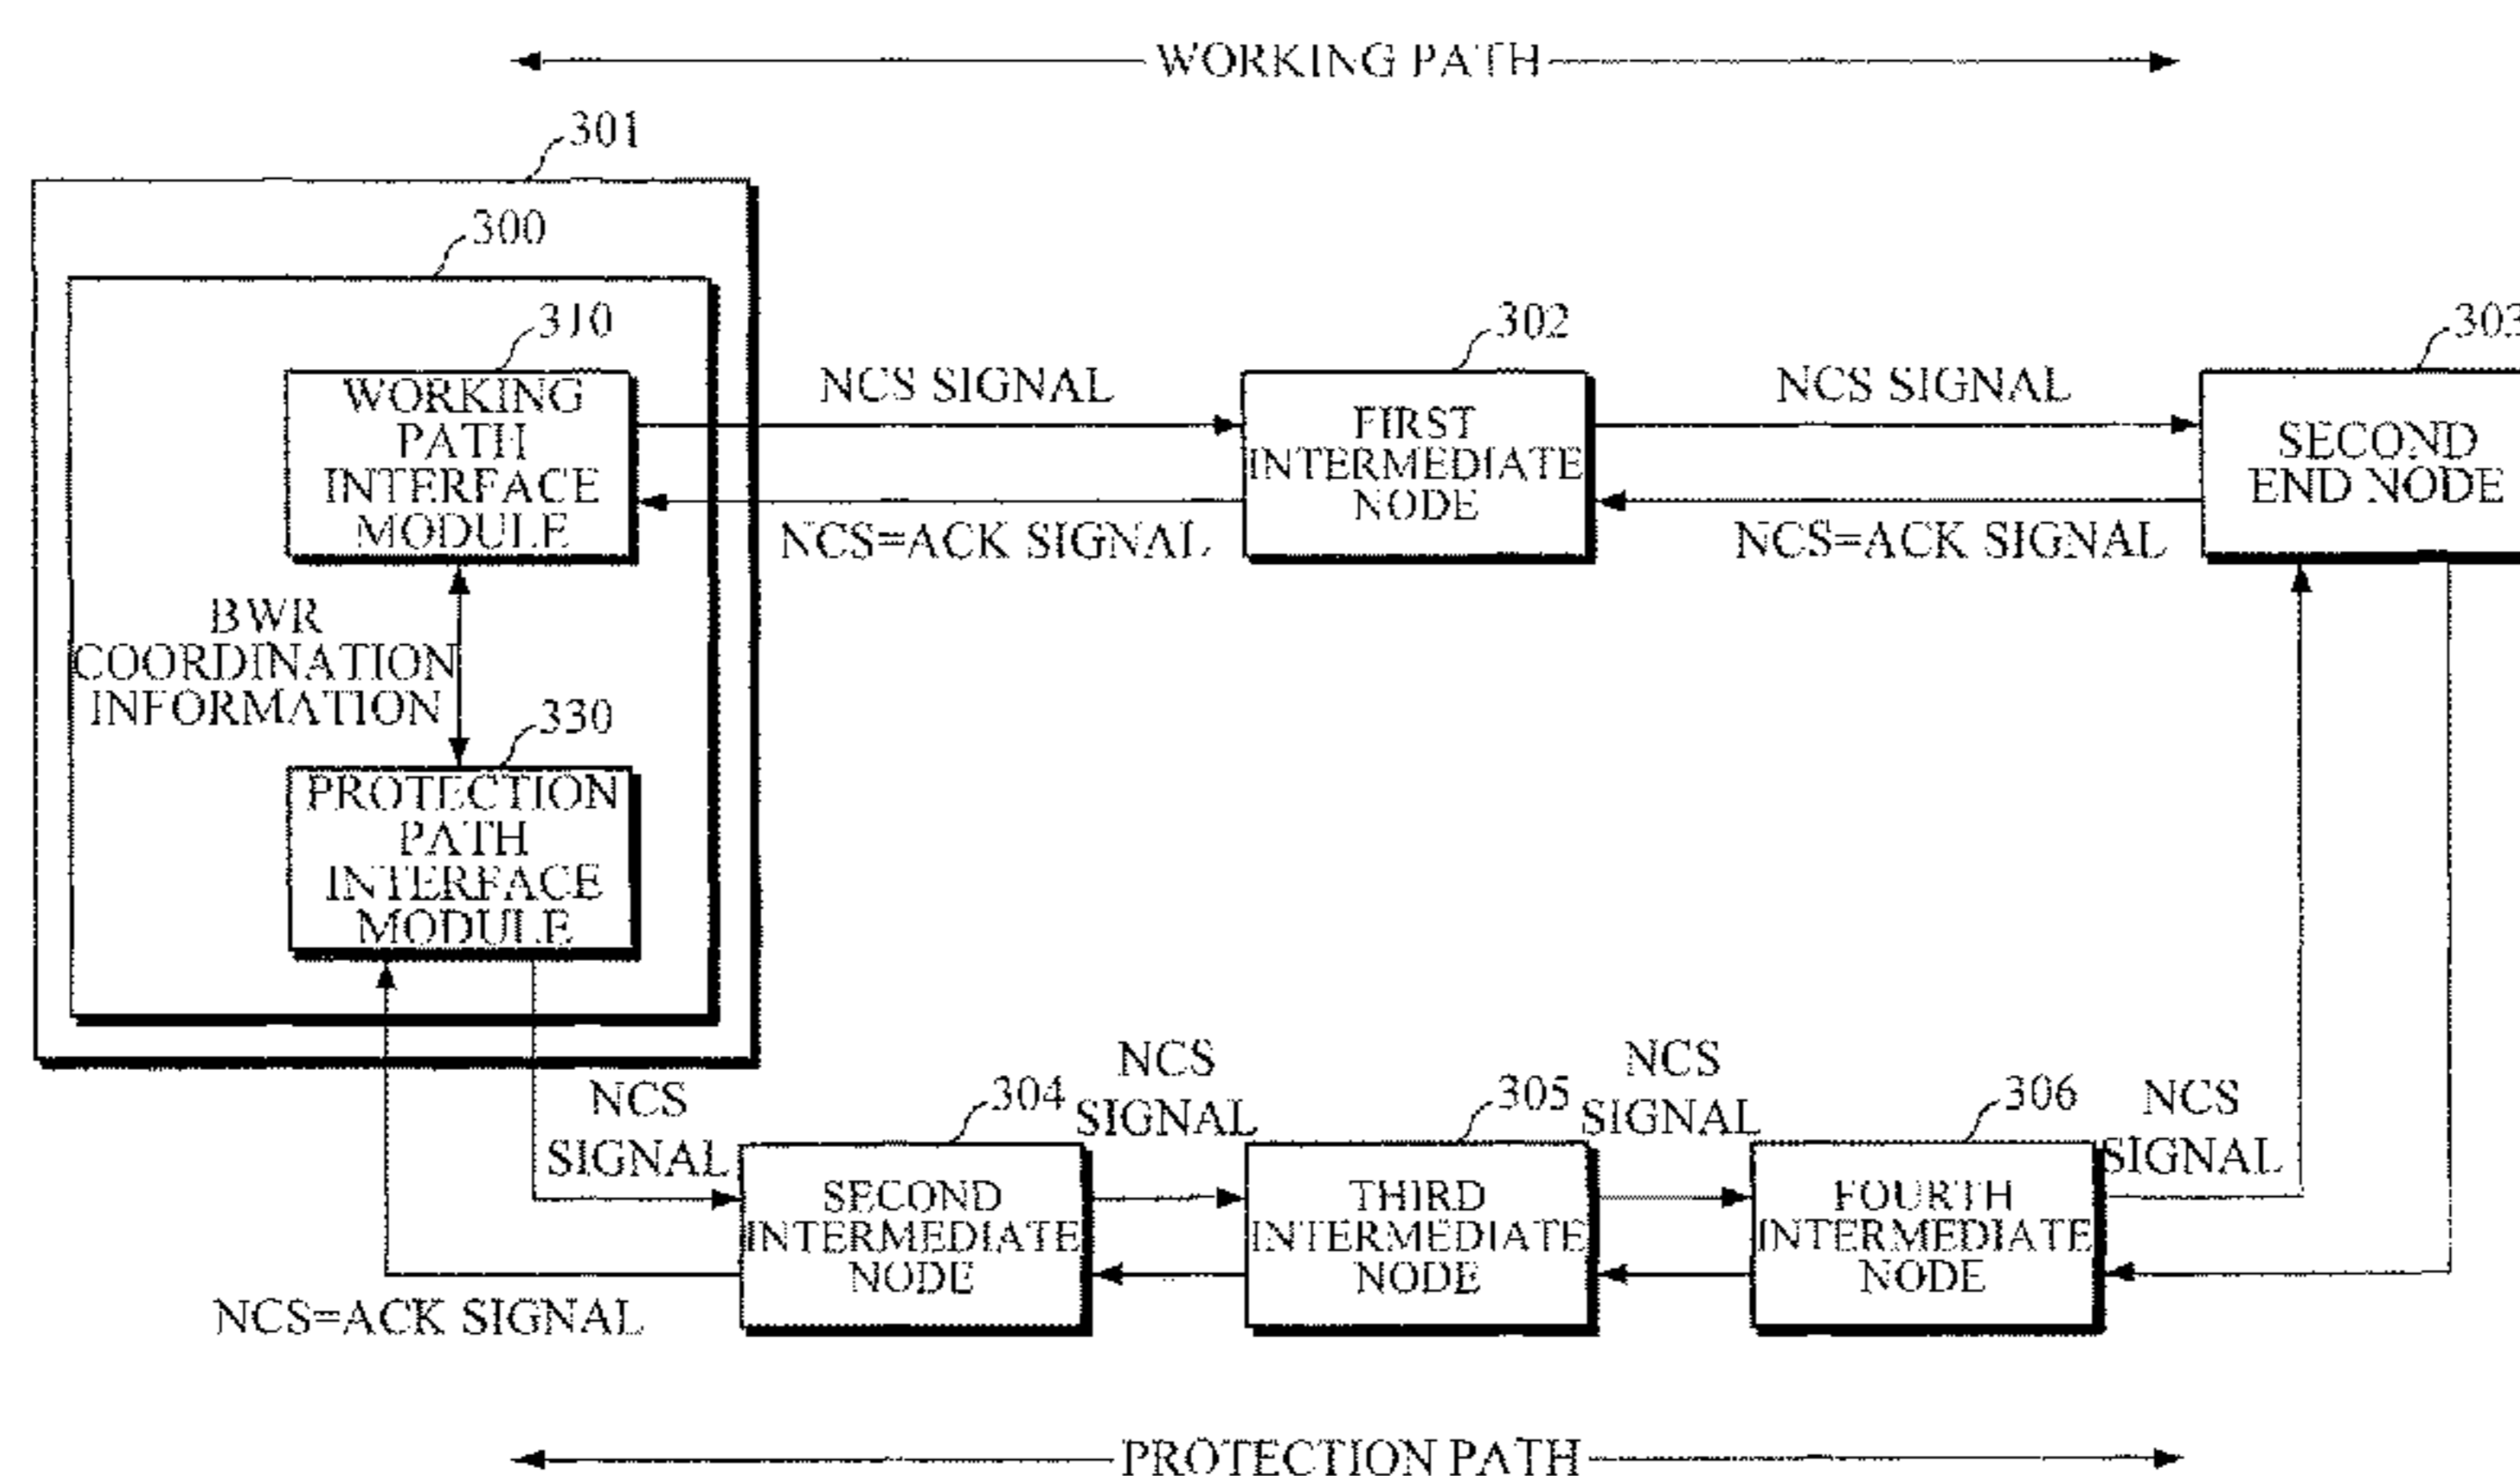 WORKING PATH
301
300
310
302
303
WORKING
PATH
INTERFACE
MODULE
NCS SIGNAL
FIRST
INTERMEDIATE
NODE
NCS SIGNAL
SECOND
END NODE
NCS=ACK SIGNAL
NCS=ACK SIGNAL
BWR
COORDINATION
INFORMATION
330
PROTECTION
PATH
INTERFACE
MODULE
NCS
SIGNAL
304
NCS
SIGNAL
305
NCS
SIGNAL
306
NCS
SIGNAL
SECOND
INTERMEDIATE
NODE
THIRD
INTERMEDIATE
NODE
FOURTH
INTERMEDIATE
NODE
NCS=ACK SIGNAL
PROTECTION PATH